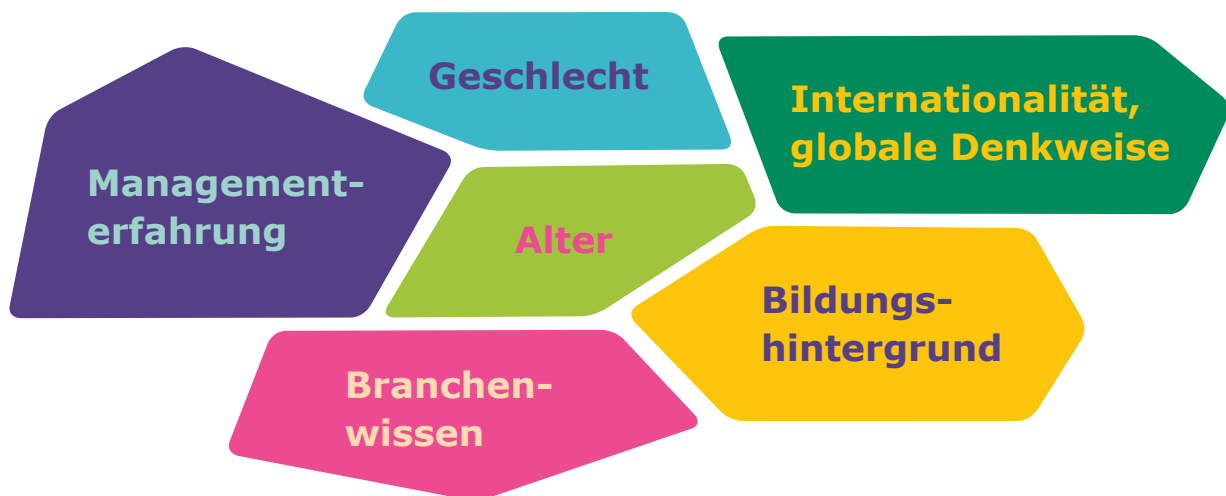 Geschlecht
Internationalität,
globale Denkweise
Management-
erfahrung
Alter
Bildungs-
hintergrund
Branchen-
wissen